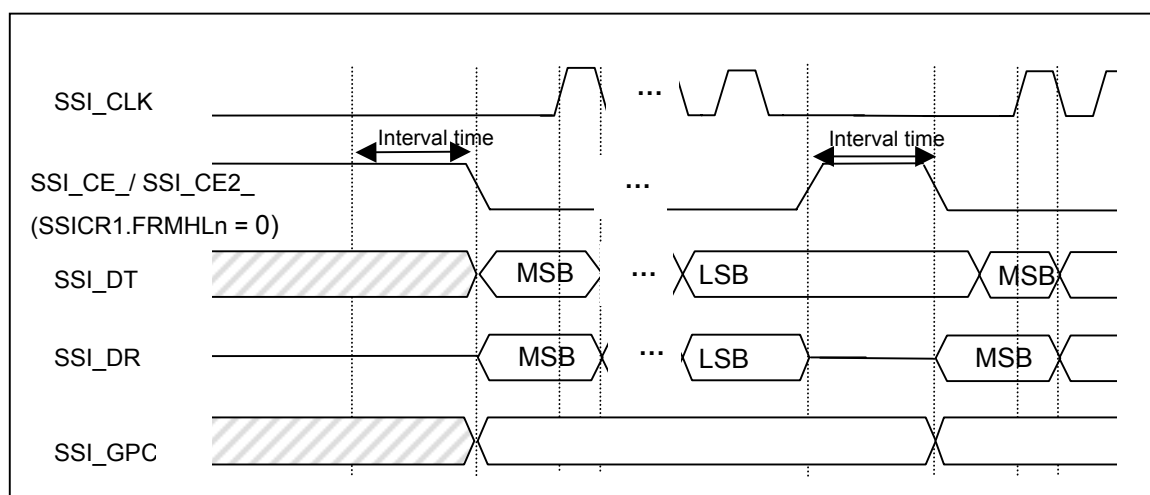 SSI_CLK
...
Interval time
Interval time
SSI_CE_/ SSI_CE2_
...
(SSICR1.FRMHLn = 0)
SSI_DT
MSB
...
LSB
MSB
SSI_DR
MSB
...
LSB
MSB
SSI_GPC